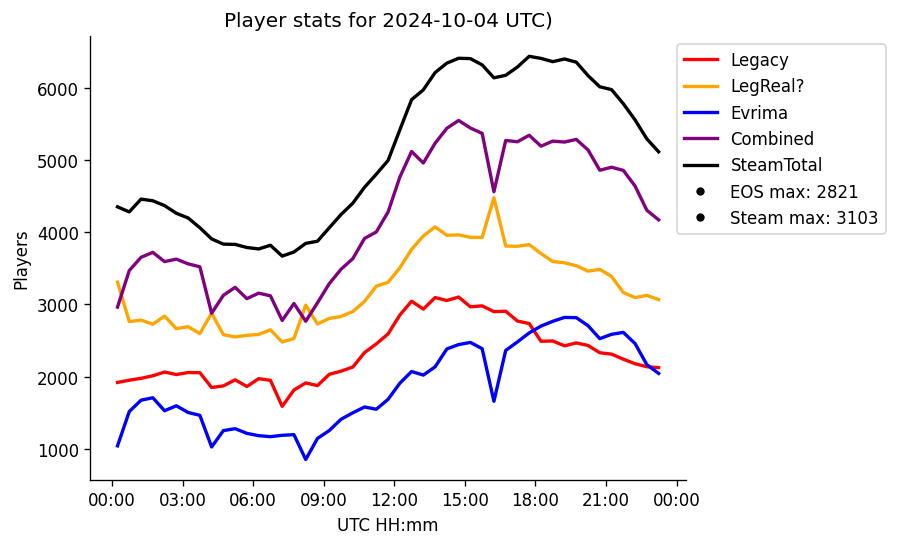 Player stats for 2024-10-04 UTC)
Legacy
LegReal?
Evrima
Combined
SteamTotal
EOS max: 2821
Steam max: 3103
Players
6000
5000
4000
3000
2000
1000
00:00 03:00 06:00 09:00 12:00 15:00 18:00 21:00 00:00
UTC HH:mm